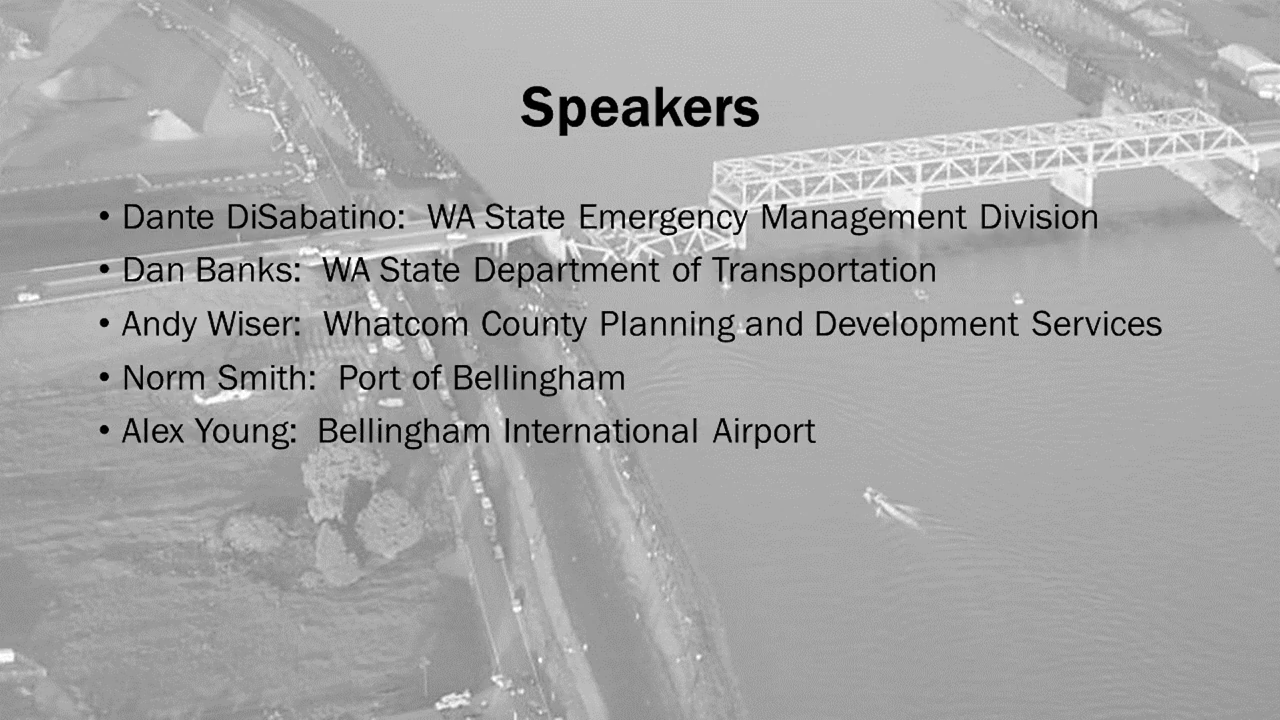 Speakers
• Dante DiSabatino:  WA State Emergency Management Division
• Dan Banks:  WA State Department of Transportation
• Andy Wiser:  Whatcom County Planning and Development Services
• Norm Smith:  Port of Bellingham
• Alex Young:  Bellingham International Airport